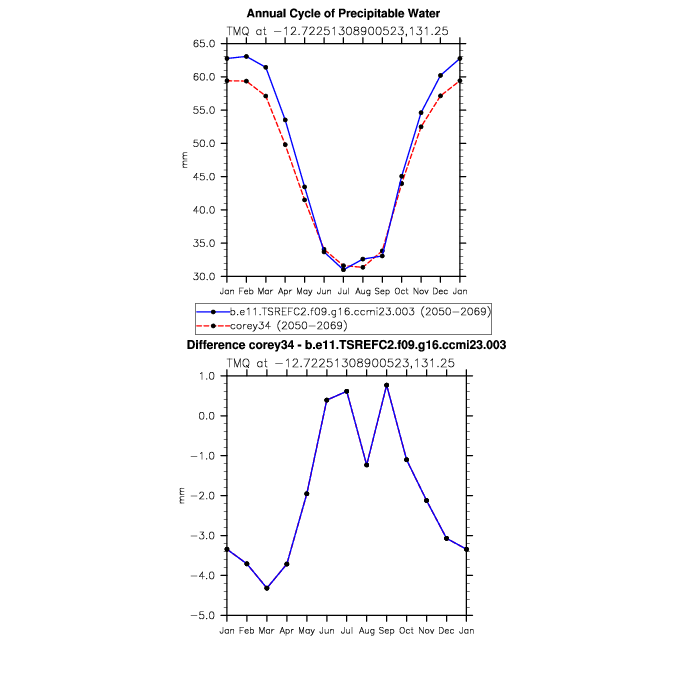 Annual Cycle of Precipitable Water
TMQ at −12.72251308900523,131.25
65.0
60.0
55.0
50.0
45.0
40.0
35.0
30.0
mm
Jan Feb Mar Apr May Jun Jul Aug Sep Oct Nov Dec Jan
b.e11.TSREFC2.f09.g16.ccmi23.003 (2050−2069)
corey34 (2050−2069)
Difference corey34 - b.e11.TSREFC2.f09.g16.ccmi23.003
TMQ at −12.72251308900523,131.25
1.0
0.0
−1.0
−2.0
−3.0
−4.0
−5.0
mm
Jan Feb Mar Apr May Jun Jul Aug Sep Oct Nov Dec Jan